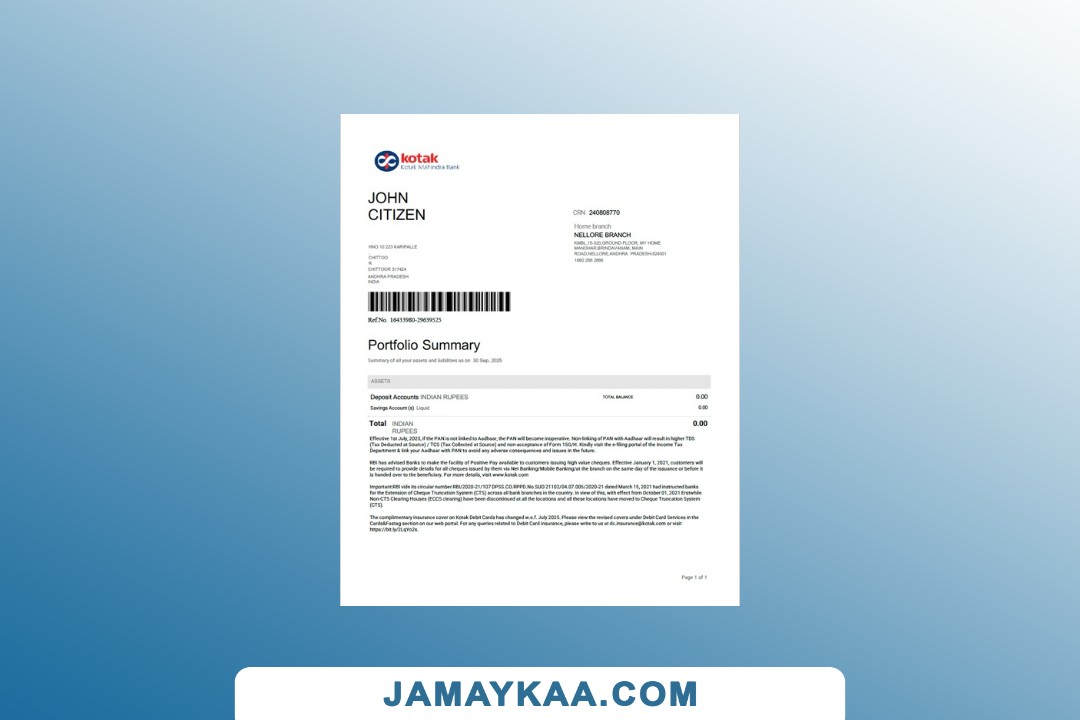 kotak
Kotak Mahindra Bank
JOHN
CITIZEN
CRN 240808770
Home branch
NELLORE BRANCH
KMBL,15-320,GROUND FLOOR, MY HOME
MANOHAR,BRINDAVANAM, MAIN
ROAD,NELLORE,ANDHRA PRADESH-524001
1860 266 2666
HNO 10 223 KARIPALLE
CHITTOO
R
CHITTOOR 517424
ANDHRA-PRADESH
INDIA
Ref.No. 16433980-29639525
Portfolio Summary
Summary of all your assets and liabilities as on 30 Sep, 2025
ASSETS
Deposit Accounts INDIAN RUPEES TOTAL BALANCE 0.00
Savings Account (s) Liquid 0.00
Total INDIAN 0.00
RUPEES
Effective 1st July, 2023, if the PAN is not linked to Aadhaar, the PAN will become inoperative. Non-linking of PAN with Aadhaar will result in higher TDS
(Tax Deducted at Source) / TCS (Tax Collected at Source) and non-acceptance of Form 15G/H. Kindly visit the e-filing portal of the Income Tax
Department & link your Aadhaar with PAN to avoid any adverse consequences and issues in the future.
RBI has advised Banks to make the facility of Positive Pay available to customers issuing high value cheques. Effective January 1, 2021, customers will
be required to provide details for all cheques issued by them via Net Banking/Mobile Banking/at the branch on the same day of the issuance or before it
is handed over to the beneficiary. For more details, visit www.kotak.com
Important:RBI vide its circular number RBI/2020-21/107 DPSS.CO.RPPD.No.SUO 21102/04.07.005/2020-21 dated March 15, 2021 had instructed banks
for the Extension of Cheque Truncation System (CTS) across all bank branches in the country. In view of this, with effect from October 01, 2021 Erstwhile
Non-CTS Clearing Houses (ECCS clearing) have been discontinued at all the locations and all these locations have moved to Cheque Truncation System
(CTS).
The complimentary insurance cover on Kotak Debit Cards has changed w.e.f. July 2025. Please view the revised covers under Debit Card Services in the
Cards&Fastag section on our web portal. For any queries related to Debit Card insurance, please write to us at dc.insurance@kotak.com or visit
Page 1 of 1
JAMAYKAA.COM